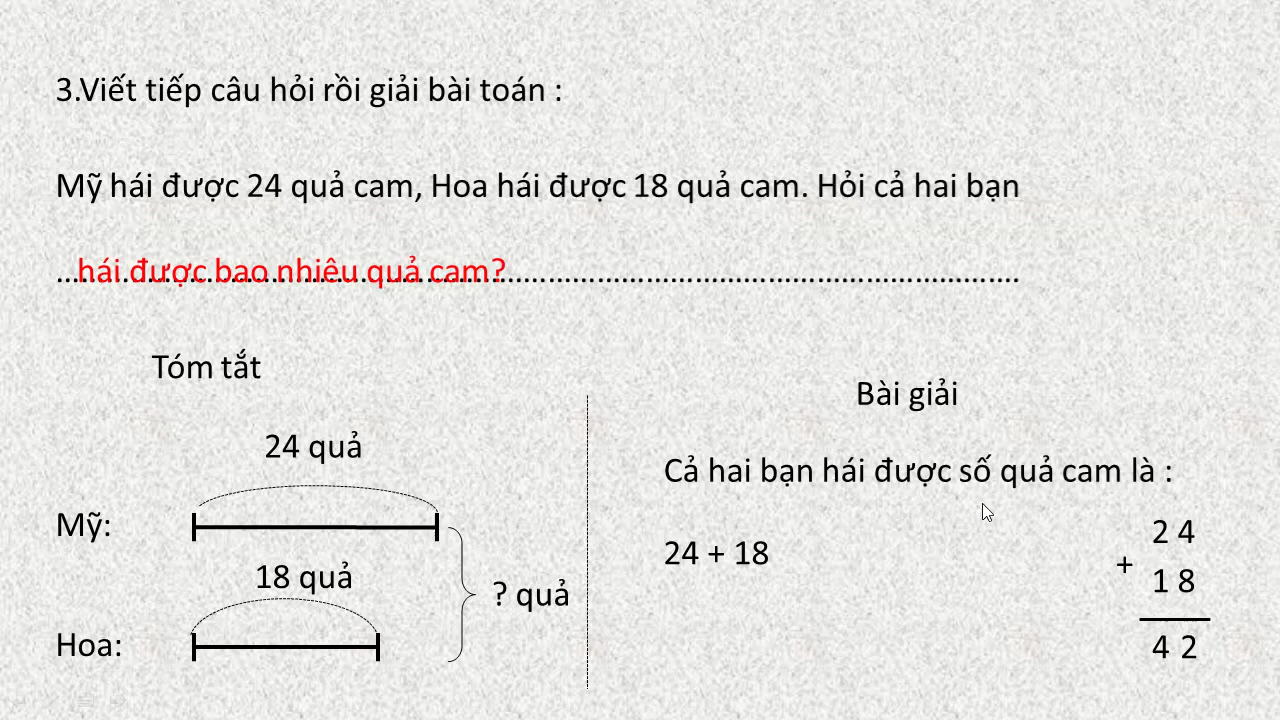 3.Viết tiếp câu hỏi rồi giải bài toán :
Mỹ hái được 24 quả cam, Hoa hái được 18 quả cam. Hỏi cả hai bạn
...hái được bao nhiêu quả cam?.............................................................................
Tóm tắt
24 quả
Mỹ:
18 quả
? quả
Hoa:
Bài giải
Cả hai bạn hái được số quả cam là :
24 + 18
2 4
+
1 8
4 2